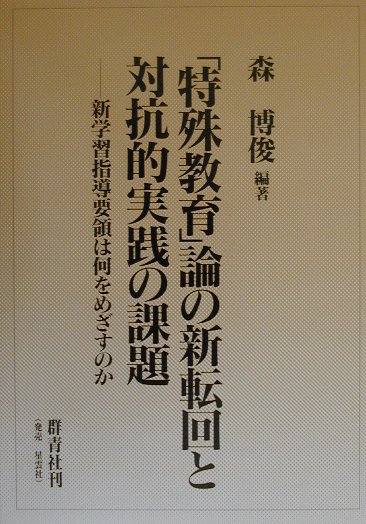 森 博俊 編著
「特殊教育」論の新転回と
対抗的実践の課題
──新学習指導要領は何をめざすのか
群青社刊
（発売 星雲社）